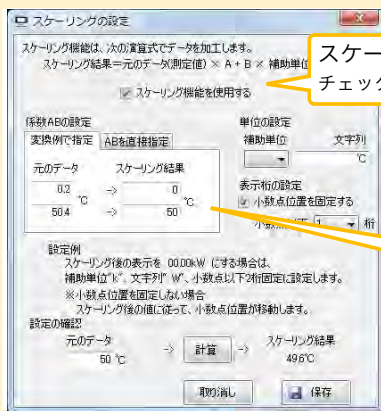 スケーリングの設定
スケーリング機能は、次の演算式でデータを加工します。
スケーリング結果=元のデータ(測定値) × A + B × 補助単位
スケー
チェック
スケーリング機能を使用する
係数ABの設定
変換例で指定 ABを直接指定
元のデータ スケーリング結果
0.2 ℃ -> 0 ℃
50.4 -> 50
単位の設定
補助単位 文字列
℃
表示桁の設定
小数点位置を固定する
1 桁
設定例
スケーリング後の表示を 00.00kW にする場合は、
補助単位"k"、文字列" W"、小数点以下2桁固定に設定します。
※小数点位置を固定しない場合
スケーリング後の値に従って、小数点位置が移動します。
設定の確認
元のデータ スケーリング結果
50 ℃ -> 計算 -> 49.6℃
取り消し 保存